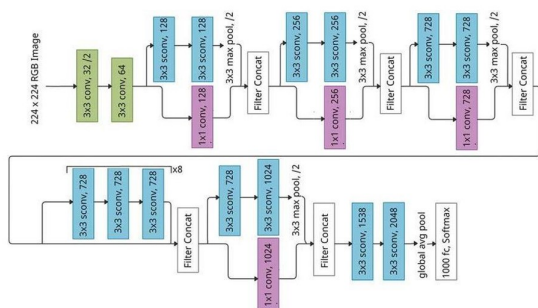 224 x 224 RGB Image
3x3 conv, 32 /2
3x3 conv, 64
3x3 sconv, 128
3x3 sconv, 128
3x3 max pool, /2
1x1 conv, 128
Filter Concat
3x3 sconv, 256
3x3 sconv, 256
3x3 max pool, /2
1x1 conv, 256
Filter Concat
3x3 sconv, 728
3x3 sconv, 728
3x3 max pool, /2
1x1 conv, 728
Filter Concat
3x3 sconv, 728
3x3 sconv, 728
3x3 sconv, 728
x8
Filter Concat
3x3 sconv, 728
3x3 sconv, 1024
3x3 max pool, /2
1x1 conv, 1024
Filter Concat
3x3 sconv, 1538
3x3 sconv, 2048
global avg pool
1000 fc, Softmax